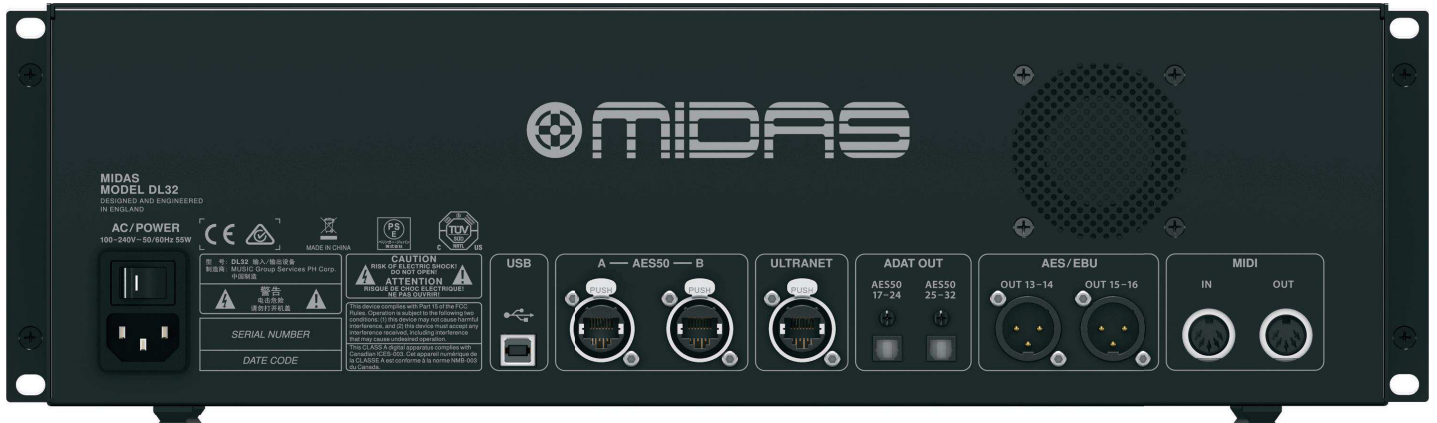 MIDAS
MIDAS
MODEL DL32
DESIGNED AND ENGINEERED
IN ENGLAND
AC/POWER
100-240V~50/60Hz 55W
CE
MADE IN CHINA
PS
E
TÜV
SÜD
NRTL
C US
型 号: DL32 输入/输出设备
制造商: MUSIC Group Services PH Corp.
中国制造
警告
电击危险
请勿打开机盖
SERIAL NUMBER
DATE CODE
CAUTION
RISK OF ELECTRIC SHOCK!
DO NOT OPEN!
ATTENTION
RISQUE DE CHOC ELECTRIQUE!
NE PAS OUVRIR!
This device complies with Part 15 of the FCC
Rules. Operation is subject to the following two
conditions: (1) this device may not cause harmful
interference, and (2) this device must accept any
interference received, including interference
that may cause undesired operation.
This CLASS A digital apparatus complies with
Canadian ICES-003. Cet appareil numérique de
la CLASSE A est conforme à la norme NMB-003
du Canada.
USB
A — AES50 — B
PUSH
PUSH
ULTRANET
PUSH
ADAT OUT
AES50
17-24
AES50
25-32
AES/EBU
OUT 13-14
OUT 15-16
MIDI
IN
OUT